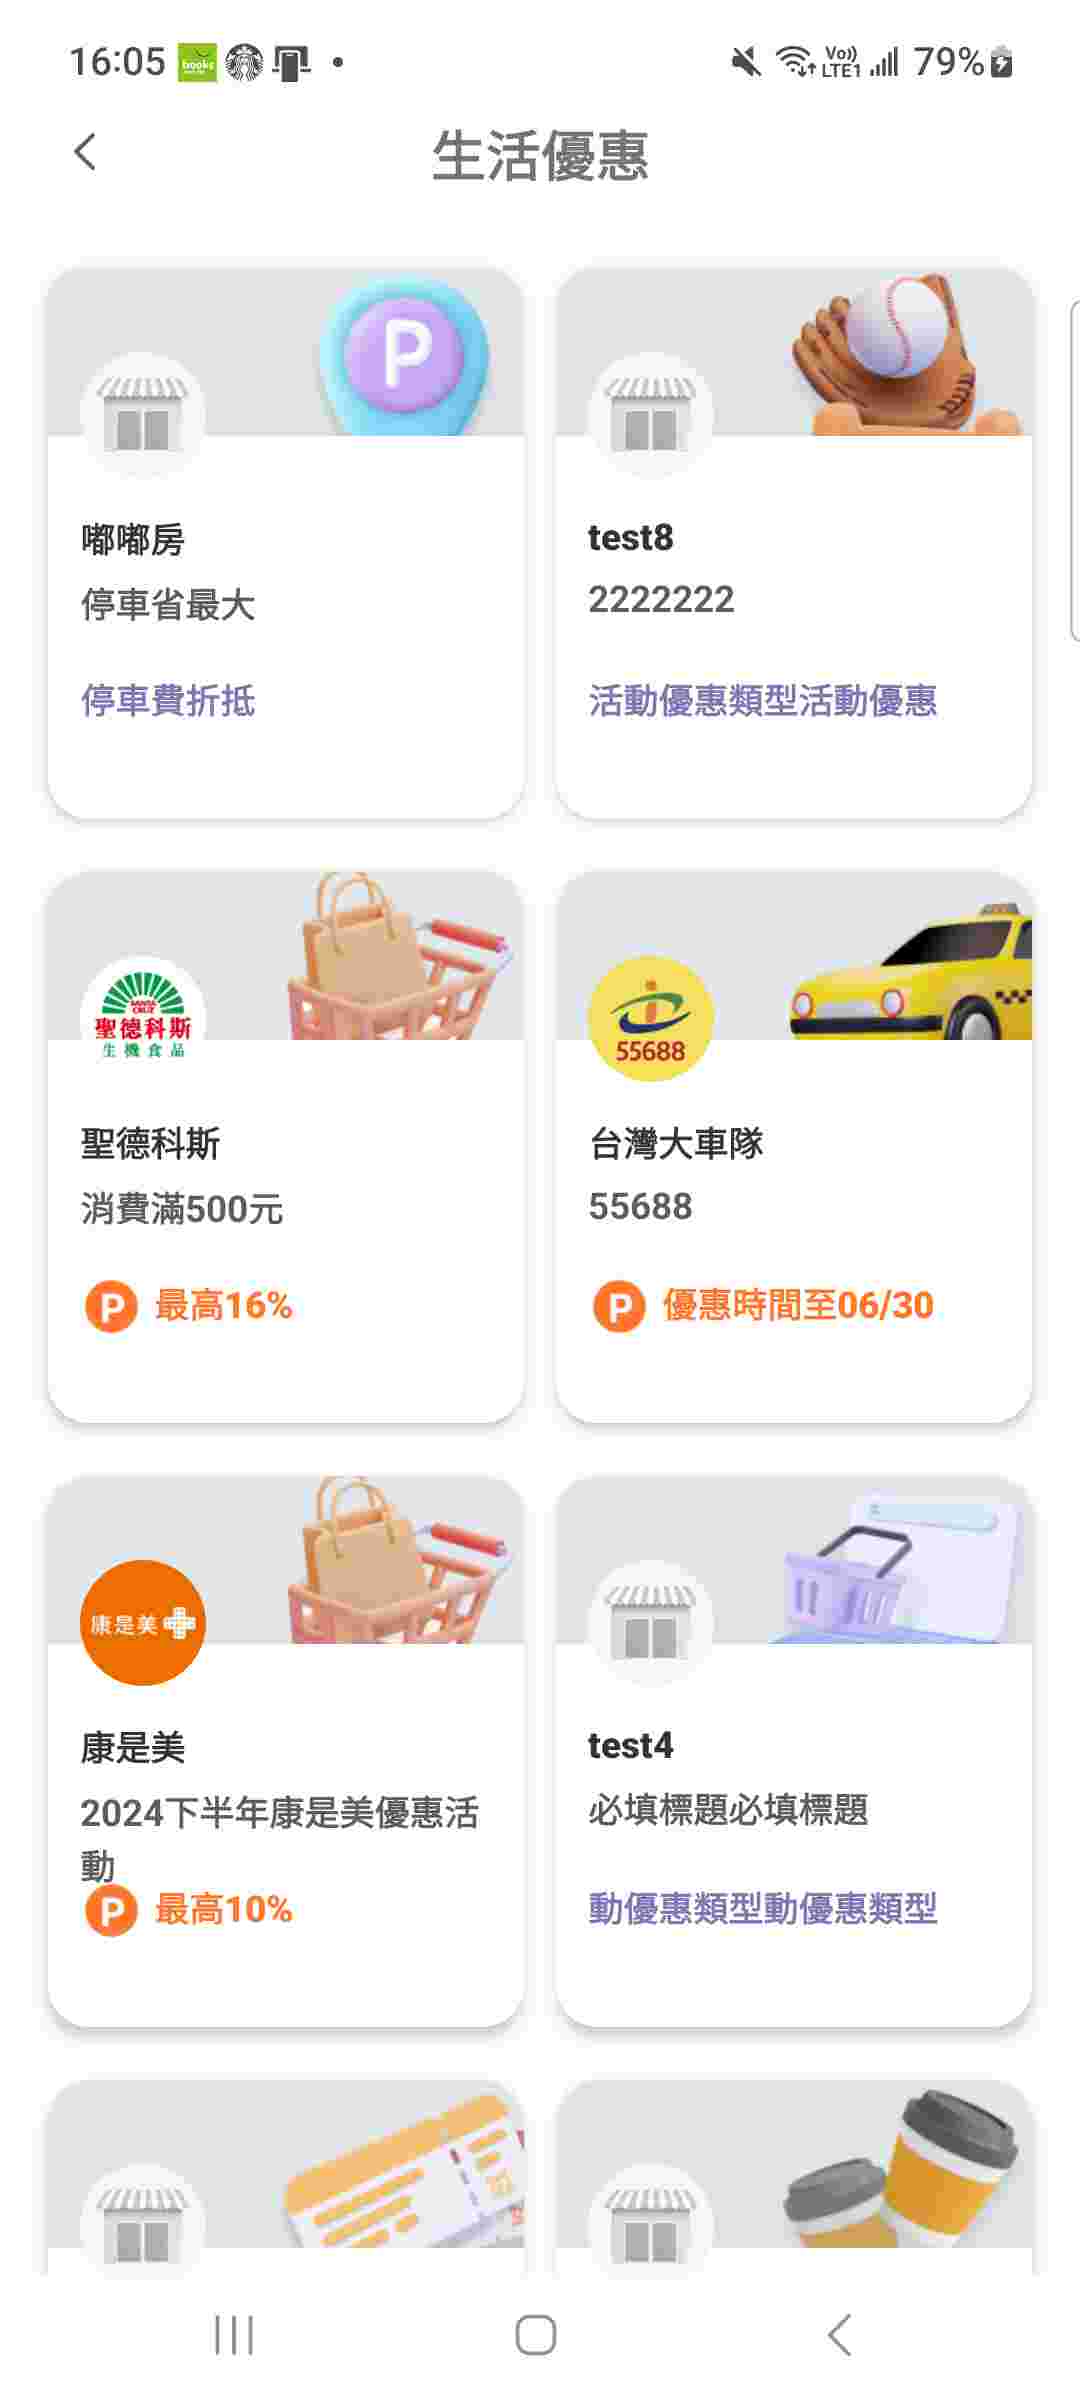 16:05
books
Vo))
LTE1
79%
生活優惠
P
嘟嘟房
停車省最大
停車費折抵
test8
2222222
活動優惠類型活動優惠
SANTA
CRUZ
聖德科斯
生機食品
聖德科斯
消費滿500元
P 最高16%
55688
台灣大車隊
55688
P 優惠時間至06/30
康是美
康是美
2024下半年康是美優惠活
動
P 最高10%
test4
必填標題必填標題
動優惠類型動優惠類型